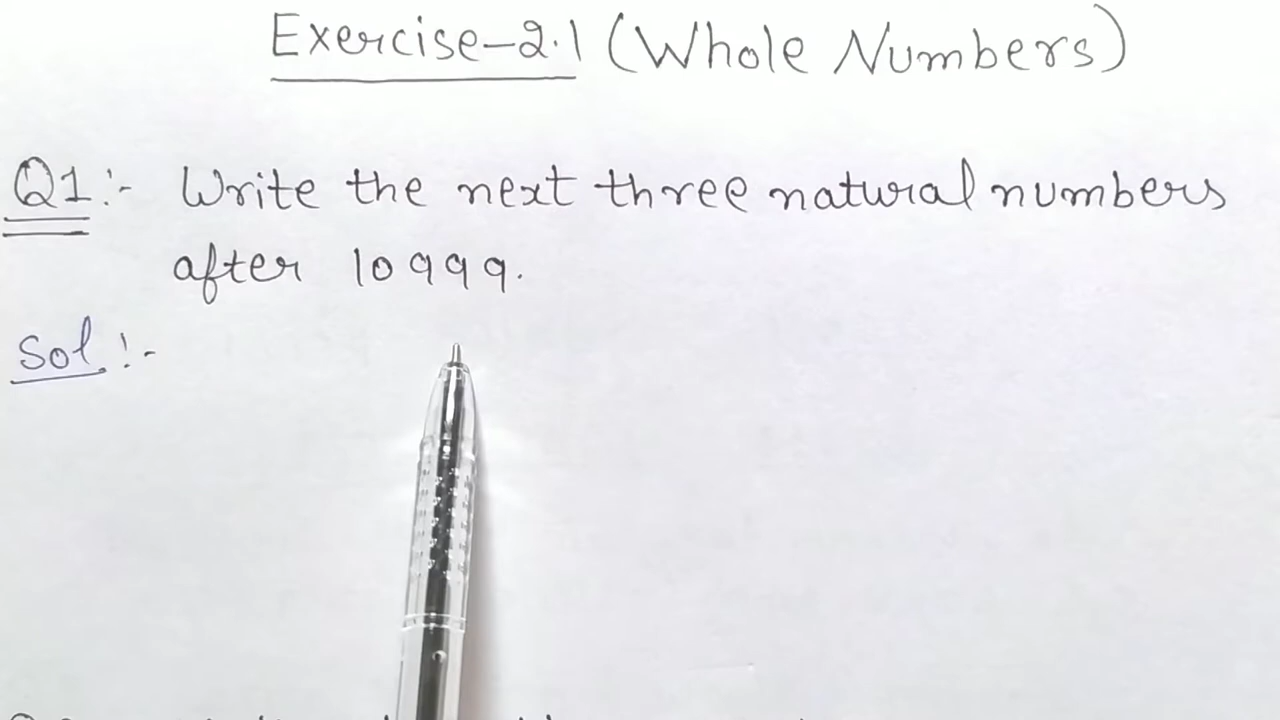 Exercise-2.1 (Whole Numbers)
Q1:- Write the next three natural numbers
after 10999.
Sol:-